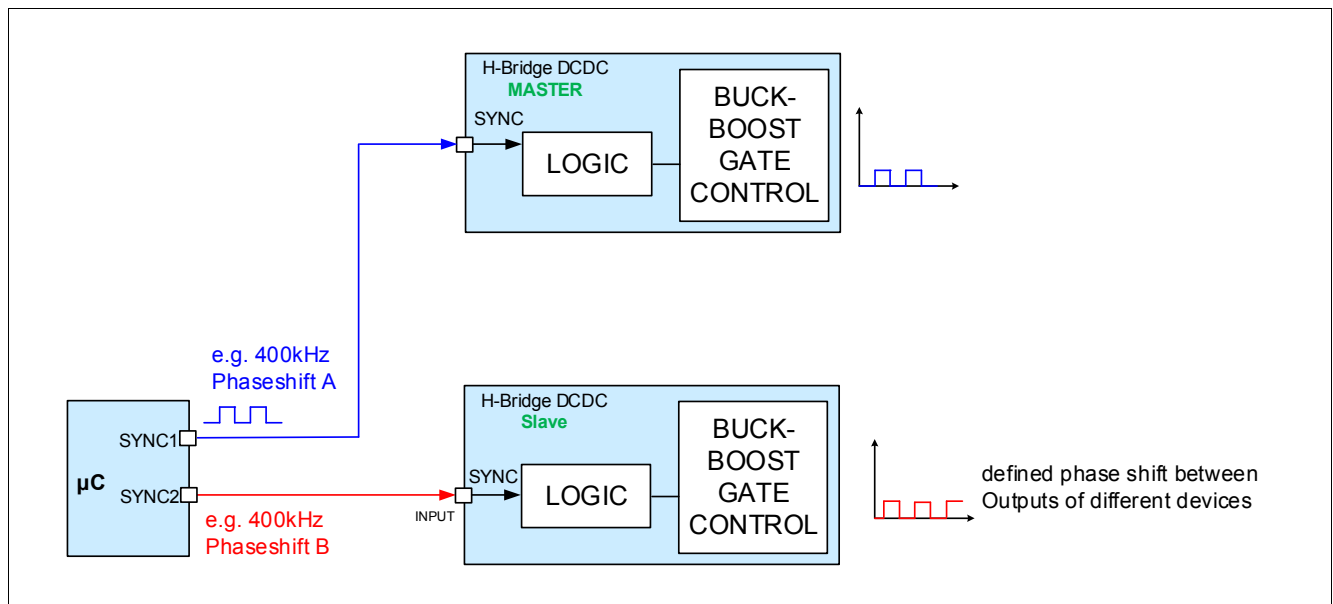 H-Bridge DCDC
MASTER
SYNC
LOGIC
BUCK-
BOOST
GATE
CONTROL
e.g. 400kHz
Phaseshift A
SYNC1
µC
SYNC2
e.g. 400kHz
Phaseshift B
INPUT
H-Bridge DCDC
Slave
SYNC
LOGIC
BUCK-
BOOST
GATE
CONTROL
defined phase shift between
Outputs of different devices